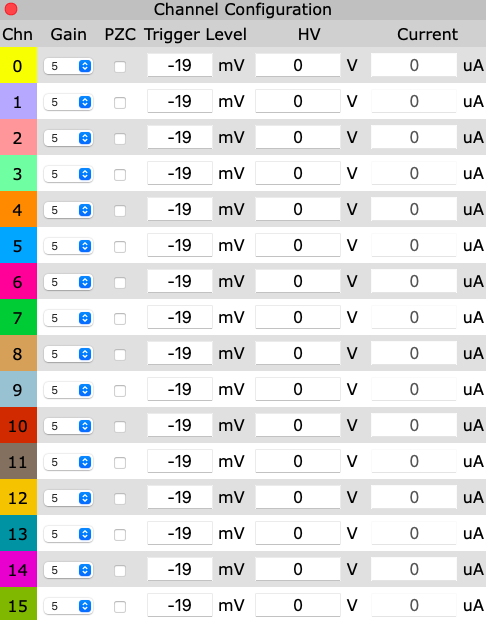 Channel Configuration
Chn Gain PZC Trigger Level HV Current
0 5 -19 mV 0 V 0 uA
1 5 -19 mV 0 V 0 uA
2 5 -19 mV 0 V 0 uA
3 5 -19 mV 0 V 0 uA
4 5 -19 mV 0 V 0 uA
5 5 -19 mV 0 V 0 uA
6 5 -19 mV 0 V 0 uA
7 5 -19 mV 0 V 0 uA
8 5 -19 mV 0 V 0 uA
9 5 -19 mV 0 V 0 uA
10 5 -19 mV 0 V 0 uA
11 5 -19 mV 0 V 0 uA
12 5 -19 mV 0 V 0 uA
13 5 -19 mV 0 V 0 uA
14 5 -19 mV 0 V 0 uA
15 5 -19 mV 0 V 0 uA